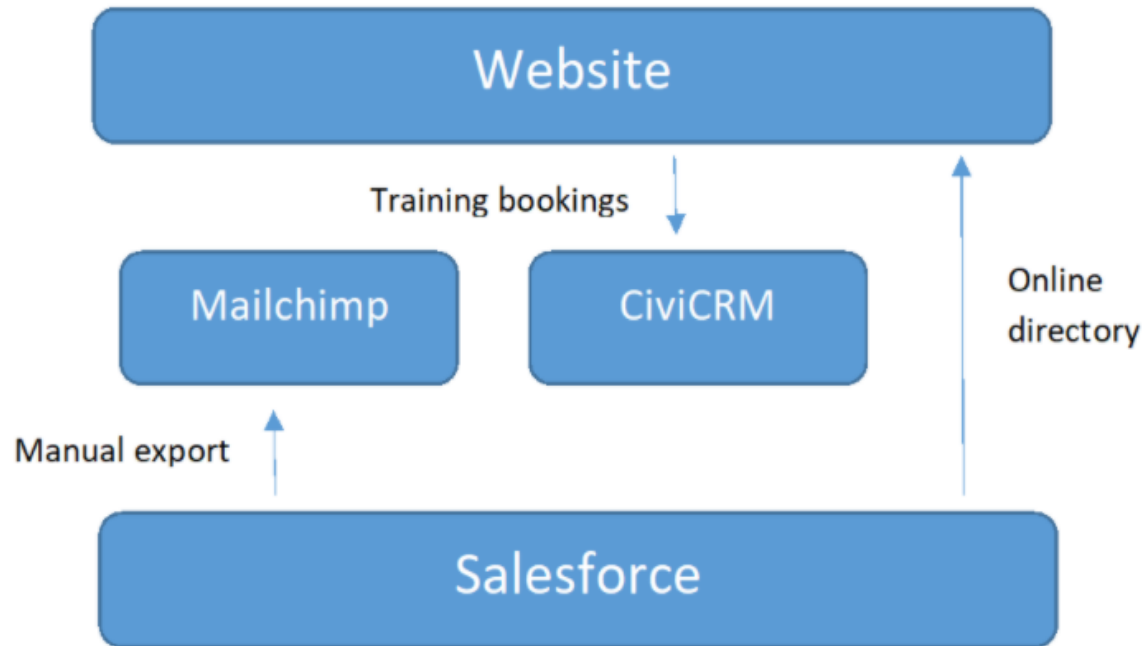 Website
Training bookings
Mailchimp
CiviCRM
Online
directory
Manual export
Salesforce